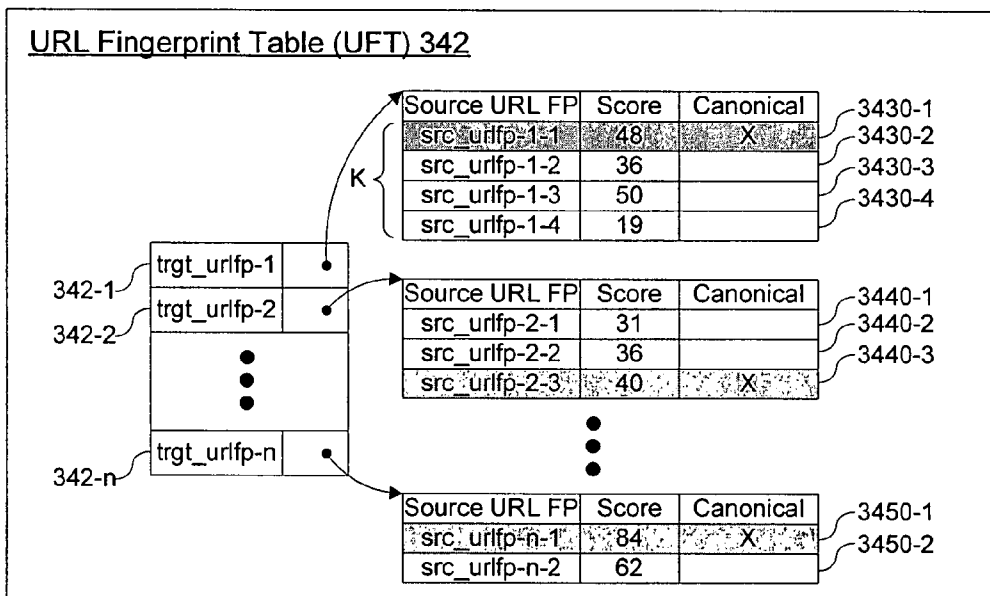 URL Fingerprint Table (UFT) 342
Source URL FP Score Canonical
src_urlfp-1-1 48 X
src_urlfp-1-2 36
src_urlfp-1-3 50
src_urlfp-1-4 19
K
3430-1
3430-2
3430-3
3430-4
trgt_urlfp-1
trgt_urlfp-2
trgt_urlfp-n
342-1
342-2
342-n
Source URL FP Score Canonical
src_urlfp-2-1 31
src_urlfp-2-2 36
src_urlfp-2-3 40 X
3440-1
3440-2
3440-3
Source URL FP Score Canonical
src_urlfp-n-1 84 X
src_urlfp-n-2 62
3450-1
3450-2